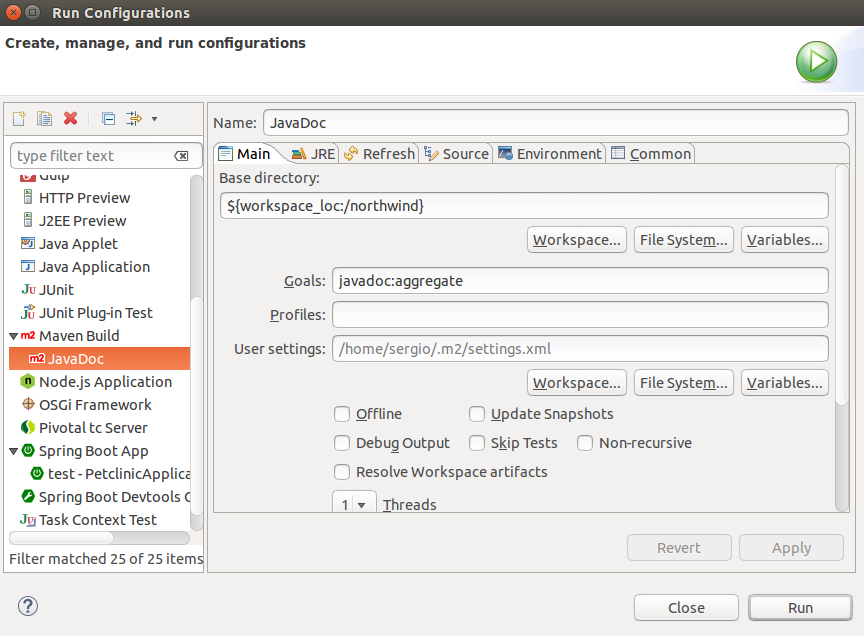 Run Configurations
Create, manage, and run configurations
Name: JavaDoc
type filter text
Main JRE Refresh Source Environment Common
Gulp
HTTP Preview
J2EE Preview
Java Applet
Java Application
JUnit
JUnit Plug-in Test
Maven Build
JavaDoc
Node.js Application
OSGi Framework
Pivotal tc Server
Spring Boot App
test - PetclinicApplica
Spring Boot Devtools C
Task Context Test
Filter matched 25 of 25 items
Base directory:
${workspace_loc:/northwind}
Workspace... File System... Variables...
Goals: javadoc:aggregate
Profiles:
User settings: /home/sergio/.m2/settings.xml
Workspace... File System... Variables...
Offline Update Snapshots
Debug Output Skip Tests Non-recursive
Resolve Workspace artifacts
1 Threads
Revert Apply
Close Run